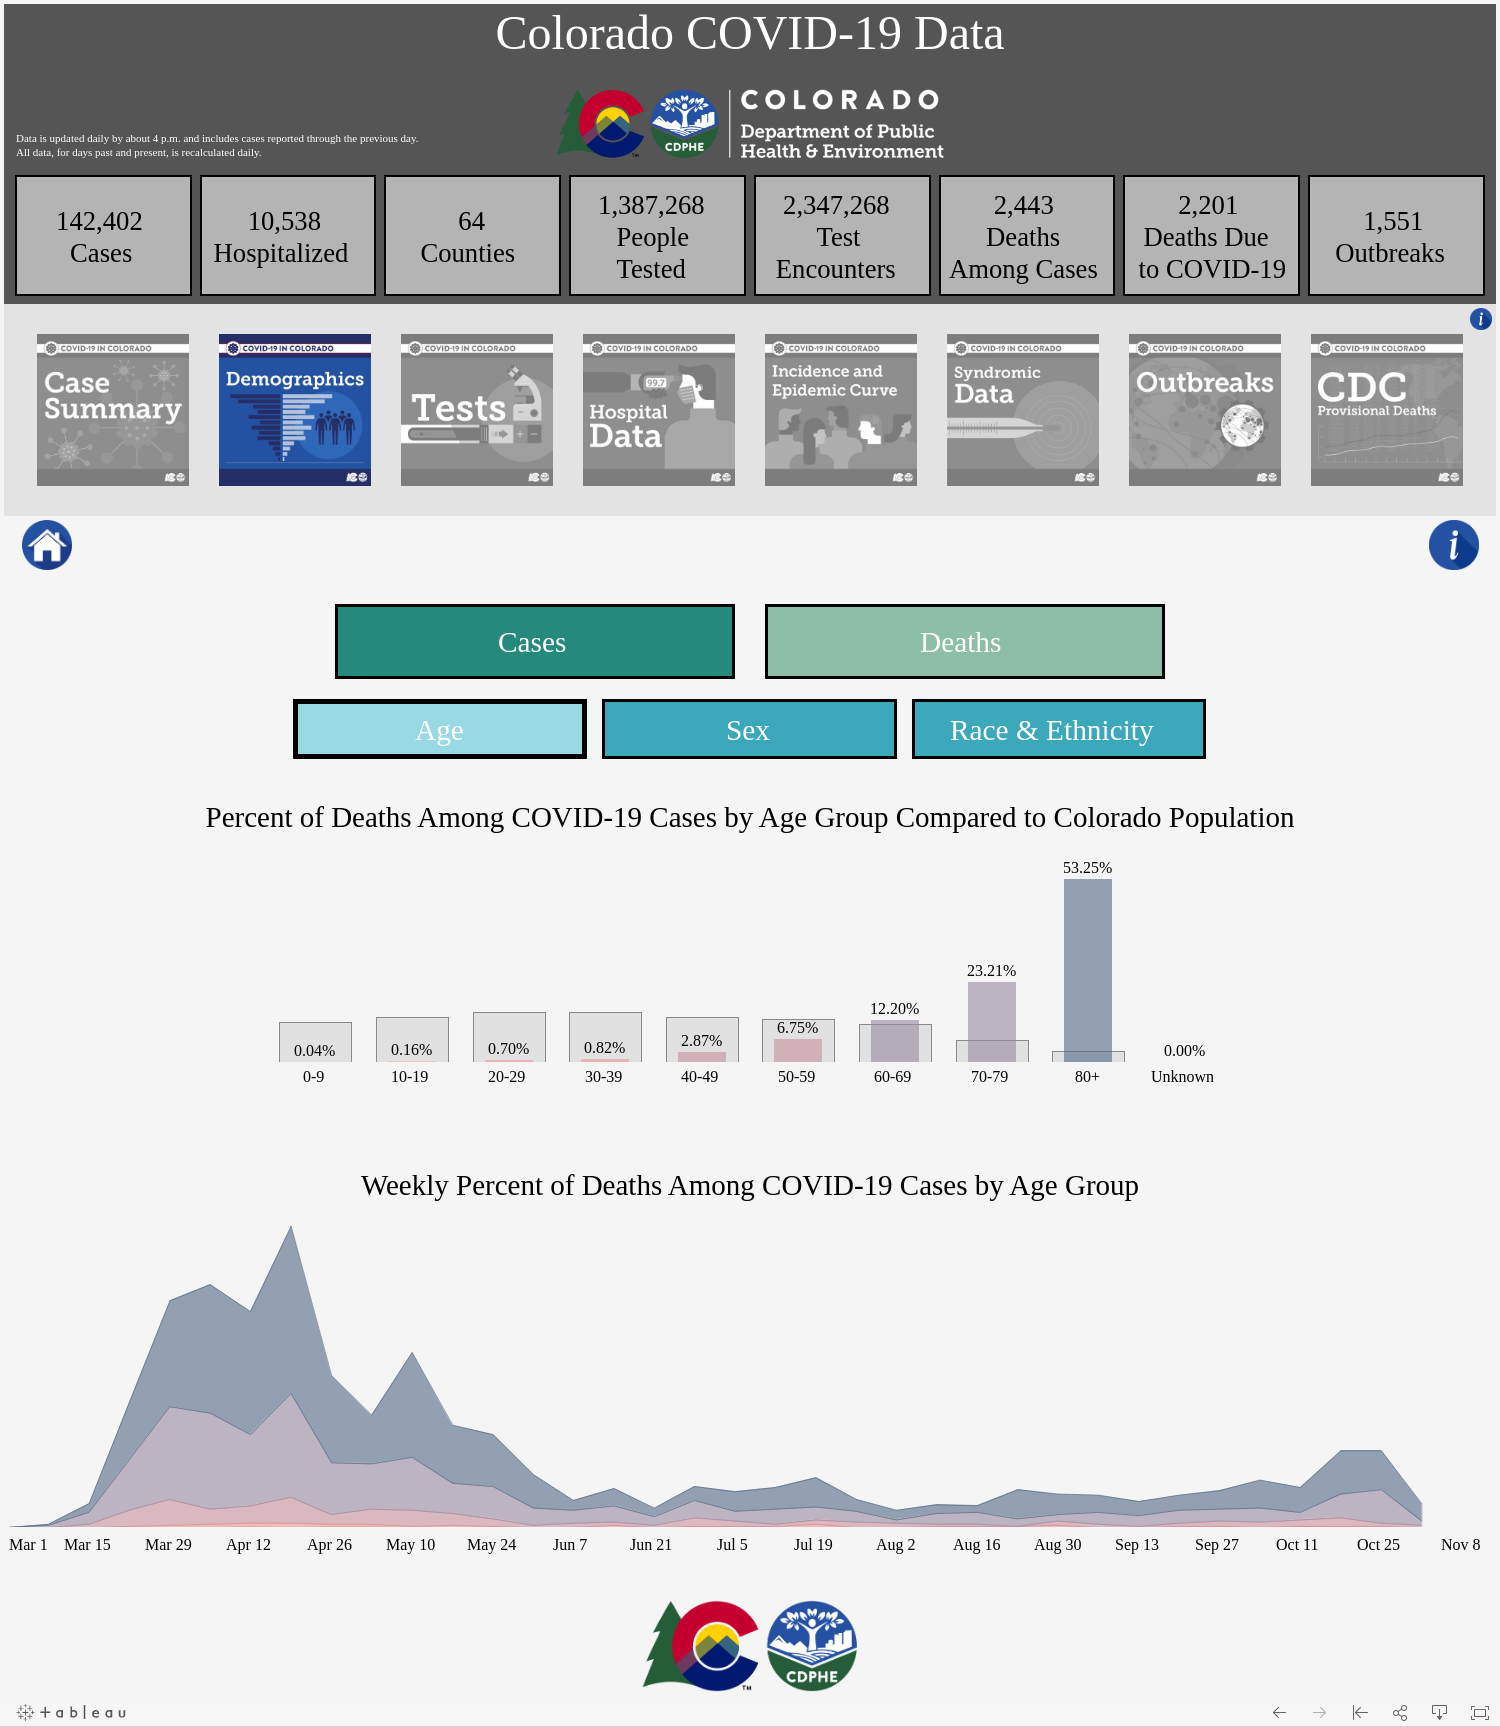 Colorado COVID-19 Data
COLORADO
Department of Public
Health & Environment
CDPHE
TM
Data is updated daily by about 4 p.m. and includes cases reported through the previous day.
All data, for days past and present, is recalculated daily.
142,402
Cases
10,538
Hospitalized
64
Counties
1,387,268
People
Tested
2,347,268
Test
Encounters
2,443
Deaths
Among Cases
2,201
Deaths Due
to COVID-19
1,551
Outbreaks
i
COVID-19 IN COLORADO
Case
Summary
COVID-19 IN COLORADO
Demographics
COVID-19 IN COLORADO
Tests
COVID-19 IN COLORADO
99.7
Hospital
Data
COVID-19 IN COLORADO
Incidence and
Epidemic Curve
COVID-19 IN COLORADO
Syndromic
Data
COVID-19 IN COLORADO
Outbreaks
COVID-19 IN COLORADO
CDC
Provisional Deaths
i
Cases
Deaths
Age
Sex
Race & Ethnicity
Percent of Deaths Among COVID-19 Cases by Age Group Compared to Colorado Population
0.04% 0.16% 0.70% 0.82% 2.87% 6.75% 12.20% 23.21% 53.25% 0.00%
0-9 10-19 20-29 30-39 40-49 50-59 60-69 70-79 80+ Unknown
Weekly Percent of Deaths Among COVID-19 Cases by Age Group
Mar 1 Mar 15 Mar 29 Apr 12 Apr 26 May 10 May 24 Jun 7 Jun 21 Jul 5 Jul 19 Aug 2 Aug 16 Aug 30 Sep 13 Sep 27 Oct 11 Oct 25 Nov 8
TM
CDPHE
+ableau